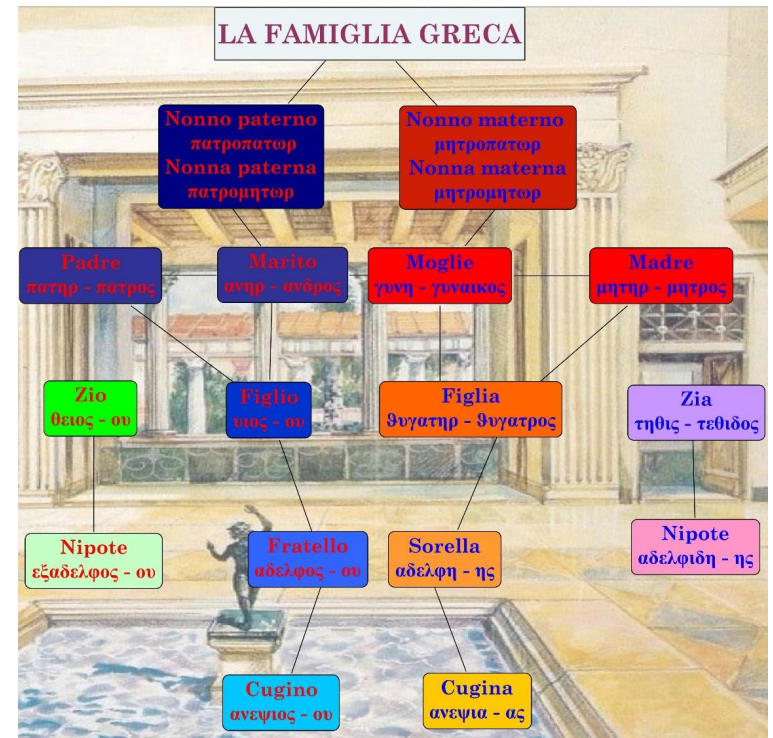 LA FAMIGLIA GRECA
Nonno paterno
πατροπατωρ
Nonna paterna
πατρομητωρ
Nonno materno
μητροπατωρ
Nonna materna
μητρομητωρ
Padre
πατηρ - πατρος
Marito
ανηρ - ανδρος
Moglie
γυνη - γυναικος
Madre
μητηρ - μητρος
Zio
θειος - ου
Figlio
υιος - ου
Figlia
ϑυγατηρ - ϑυγατρος
Zia
τηθις - τεθιδος
Nipote
εξαδελφος - ου
Fratello
αδελφος - ου
Sorella
αδελφη - ης
Nipote
αδελφιδη - ης
Cugino
ανεψιος - ου
Cugina
ανεψια - ας